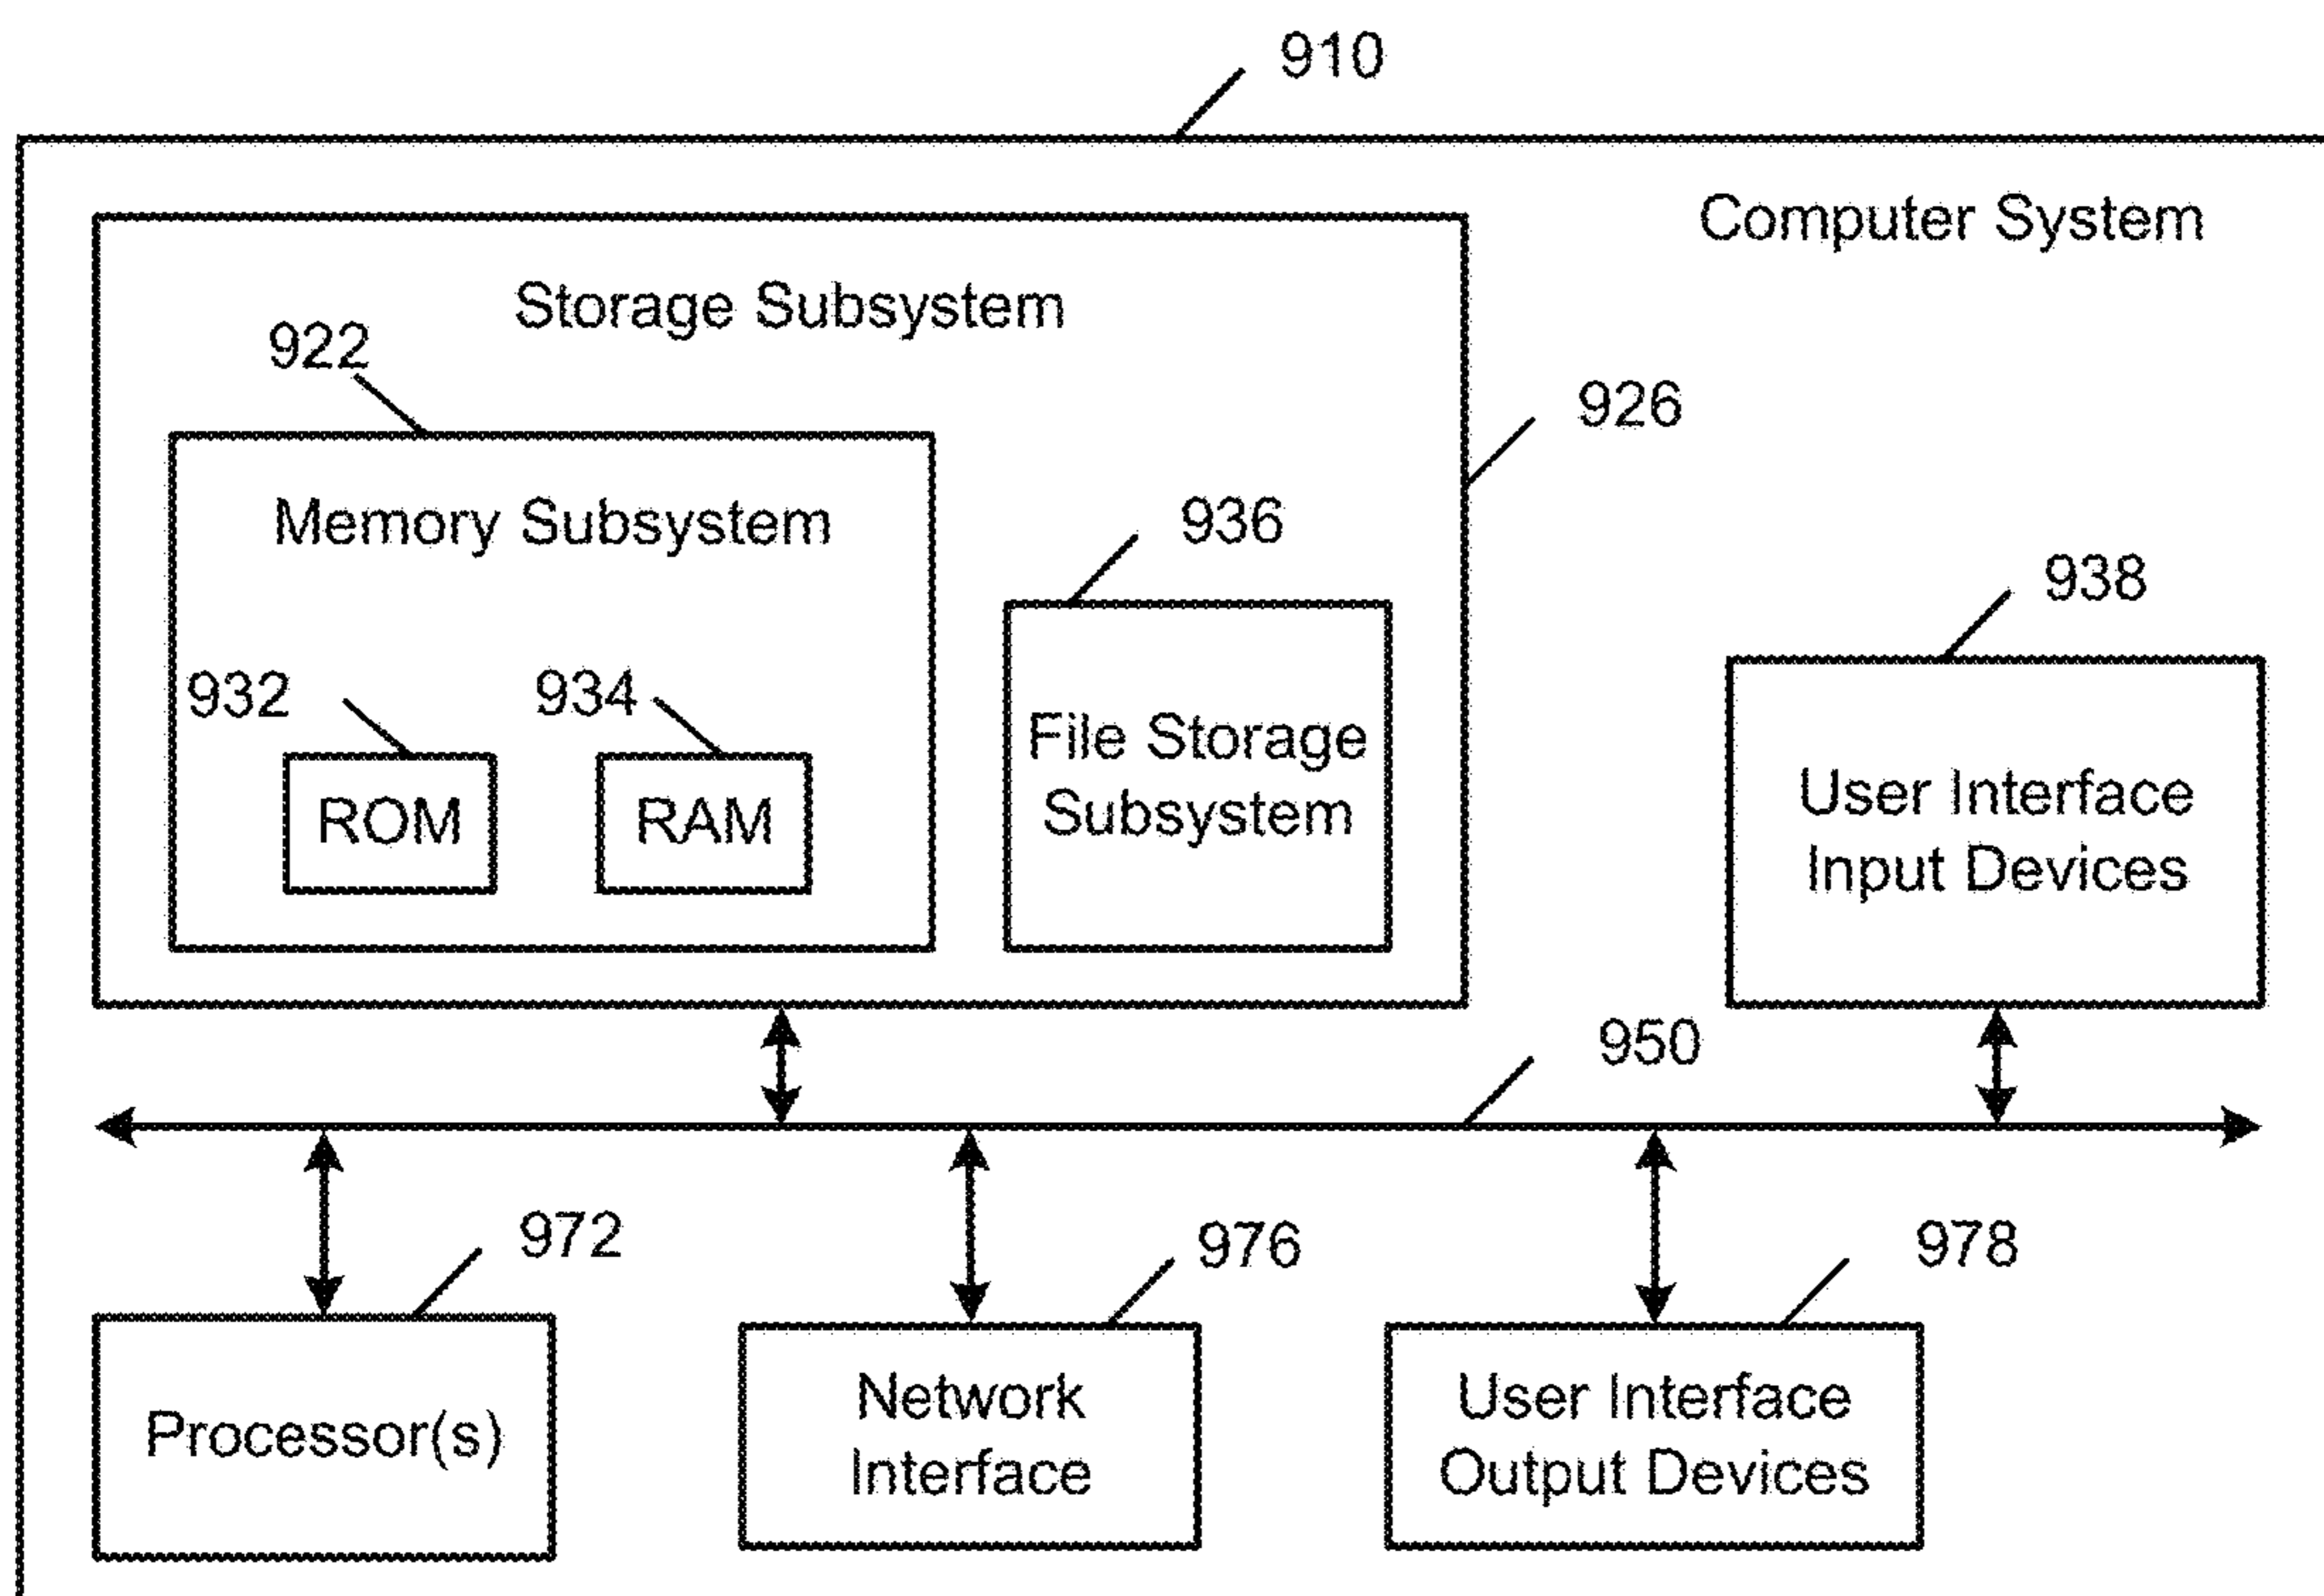 910
Computer System
Storage Subsystem
922
926
Memory Subsystem
936
938
932
934
File Storage
Subsystem
ROM
RAM
User Interface
Input Devices
950
972
976
978
Processor(s)
Network
Interface
User Interface
Output Devices